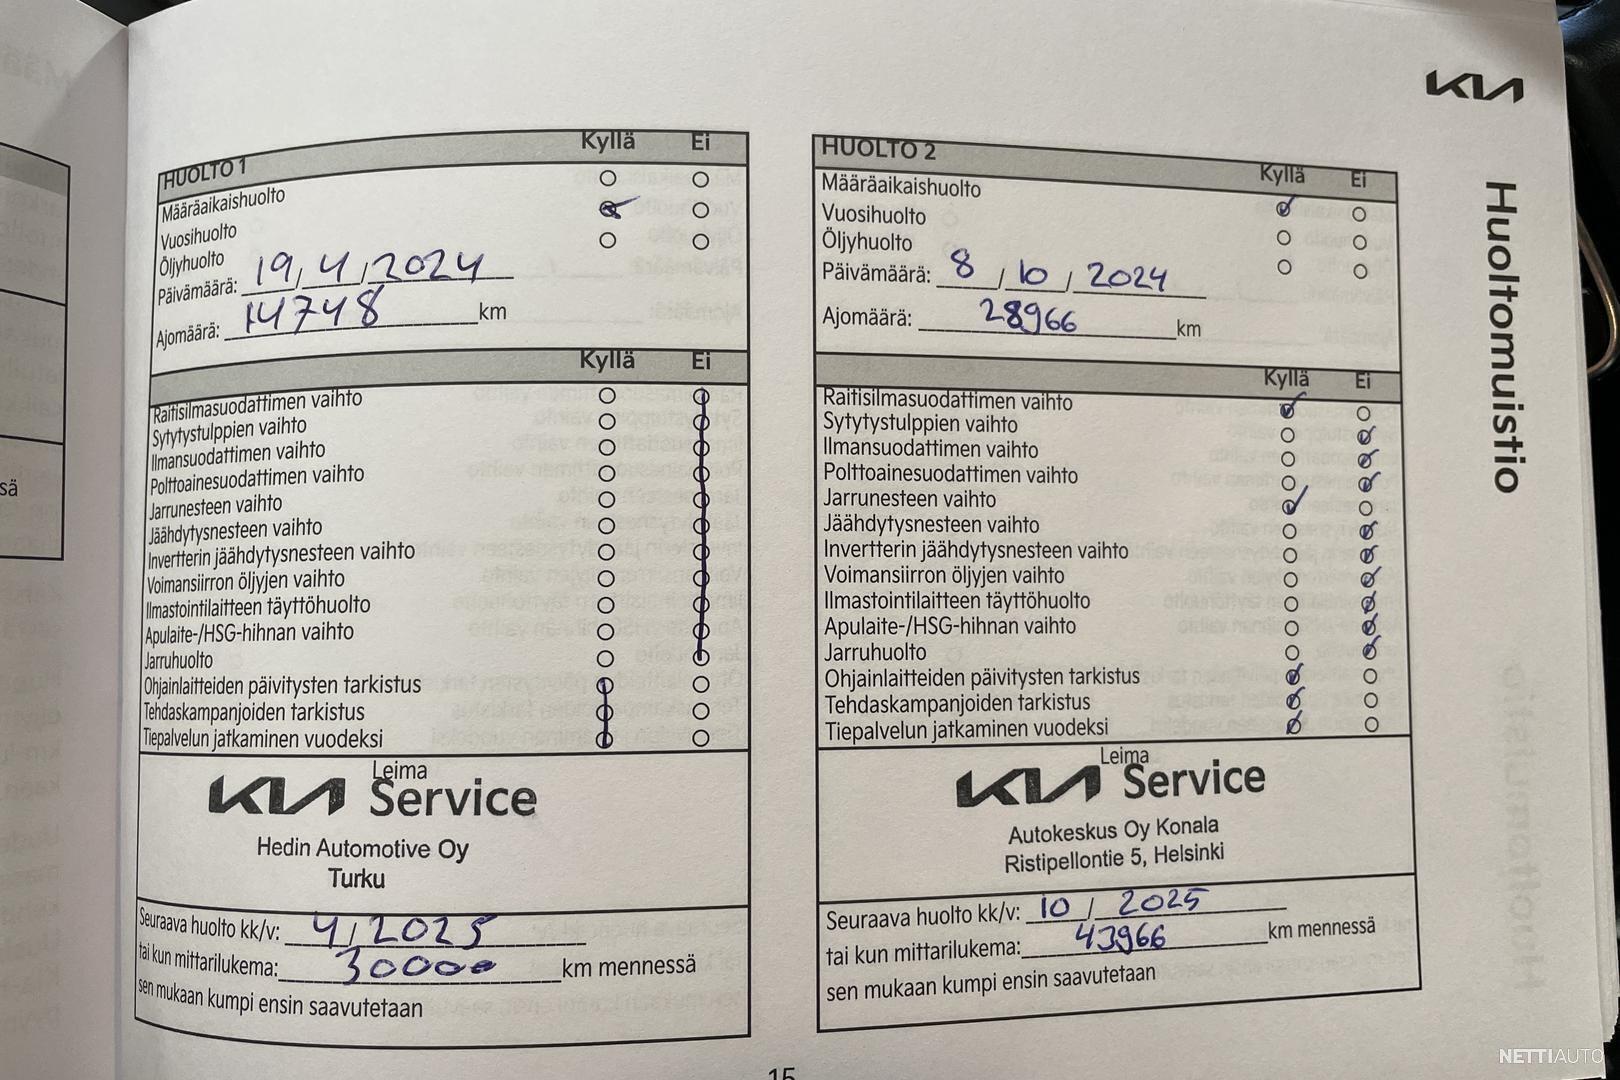 KIA
Huoltomuistio
sä
HUOLTO 1 Kyllä Ei
Määräaikaishuolto
Vuosihuolto
Öljyhuolto
Päivämäärä: 19 / 4 / 2024
Ajomäärä: 14748 km
Kyllä Ei
Raitisilmasuodattimen vaihto
Sytytystulppien vaihto
Ilmansuodattimen vaihto
Polttoainesuodattimen vaihto
Jarrunesteen vaihto
Jäähdytysnesteen vaihto
Invertterin jäähdytysnesteen vaihto
Voimansiirron öljyjen vaihto
Ilmastointilaitteen täyttöhuolto
Apulaite-/HSG-hihnan vaihto
Jarruhuolto
Ohjainlaitteiden päivitysten tarkistus
Tehdaskampanjoiden tarkistus
Tiepalvelun jatkaminen vuodeksi
Leima
KIA Service
Hedin Automotive Oy
Turku
Seuraava huolto kk/v: 4 / 2025
tai kun mittarilukema: 30000 km mennessä
sen mukaan kumpi ensin saavutetaan
HUOLTO 2 Kyllä Ei
Määräaikaishuolto
Vuosihuolto
Öljyhuolto
Päivämäärä: 8 / 10 / 2024
Ajomäärä: 28966 km
Kyllä Ei
Raitisilmasuodattimen vaihto
Sytytystulppien vaihto
Ilmansuodattimen vaihto
Polttoainesuodattimen vaihto
Jarrunesteen vaihto
Jäähdytysnesteen vaihto
Invertterin jäähdytysnesteen vaihto
Voimansiirron öljyjen vaihto
Ilmastointilaitteen täyttöhuolto
Apulaite-/HSG-hihnan vaihto
Jarruhuolto
Ohjainlaitteiden päivitysten tarkistus
Tehdaskampanjoiden tarkistus
Tiepalvelun jatkaminen vuodeksi
Leima
KIA Service
Autokeskus Oy Konala
Ristipellontie 5, Helsinki
Seuraava huolto kk/v: 10 / 2025
tai kun mittarilukema: 43966 km mennessä
sen mukaan kumpi ensin saavutetaan
15
NETTIAUTO